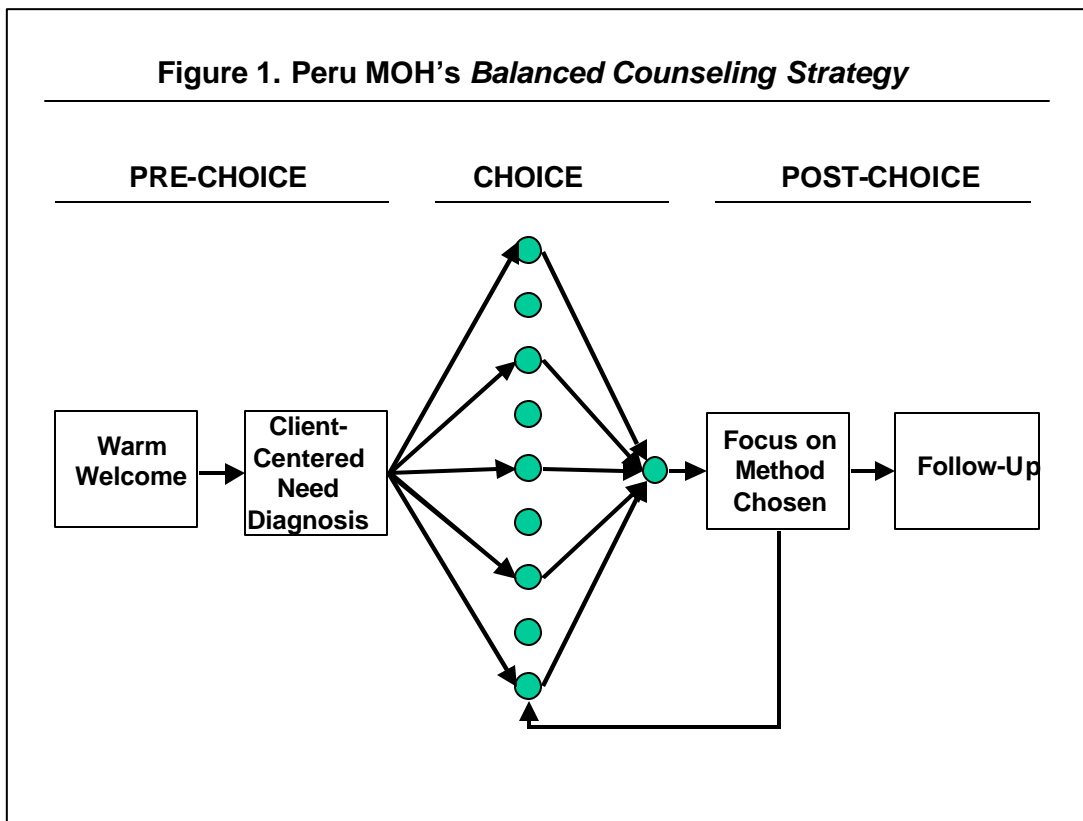 Figure 1. Peru MOH's Balanced Counseling Strategy
PRE-CHOICE
CHOICE
POST-CHOICE
Warm
Welcome
Client-
Centered
Need
Diagnosis
Focus on
Method
Chosen
Follow-Up